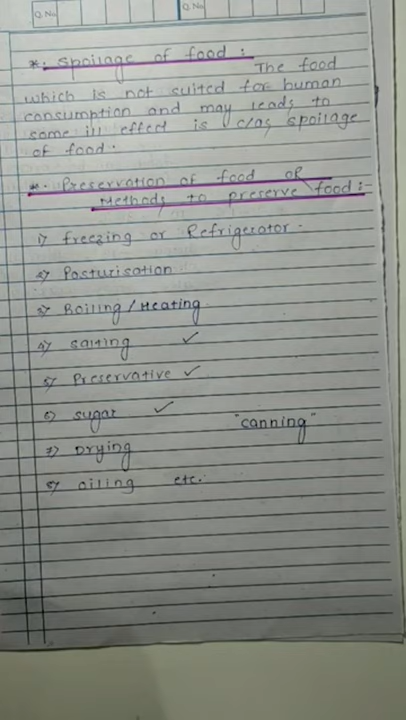 Q.No. Q.No.
*. Spoilage of food :
The food
which is not suited for human
consumption and may leads to
some ill effect is c/as spoilage
of food.
*. Preservation of food OR
Methods to preserve food :-
1) freezing or Refrigerator.
2) Pasturisation
3) Boiling / Heating
4) salting ✓
5) Preservative ✓
6) sugar ✓
"canning"
7) Drying
8) oiling etc.